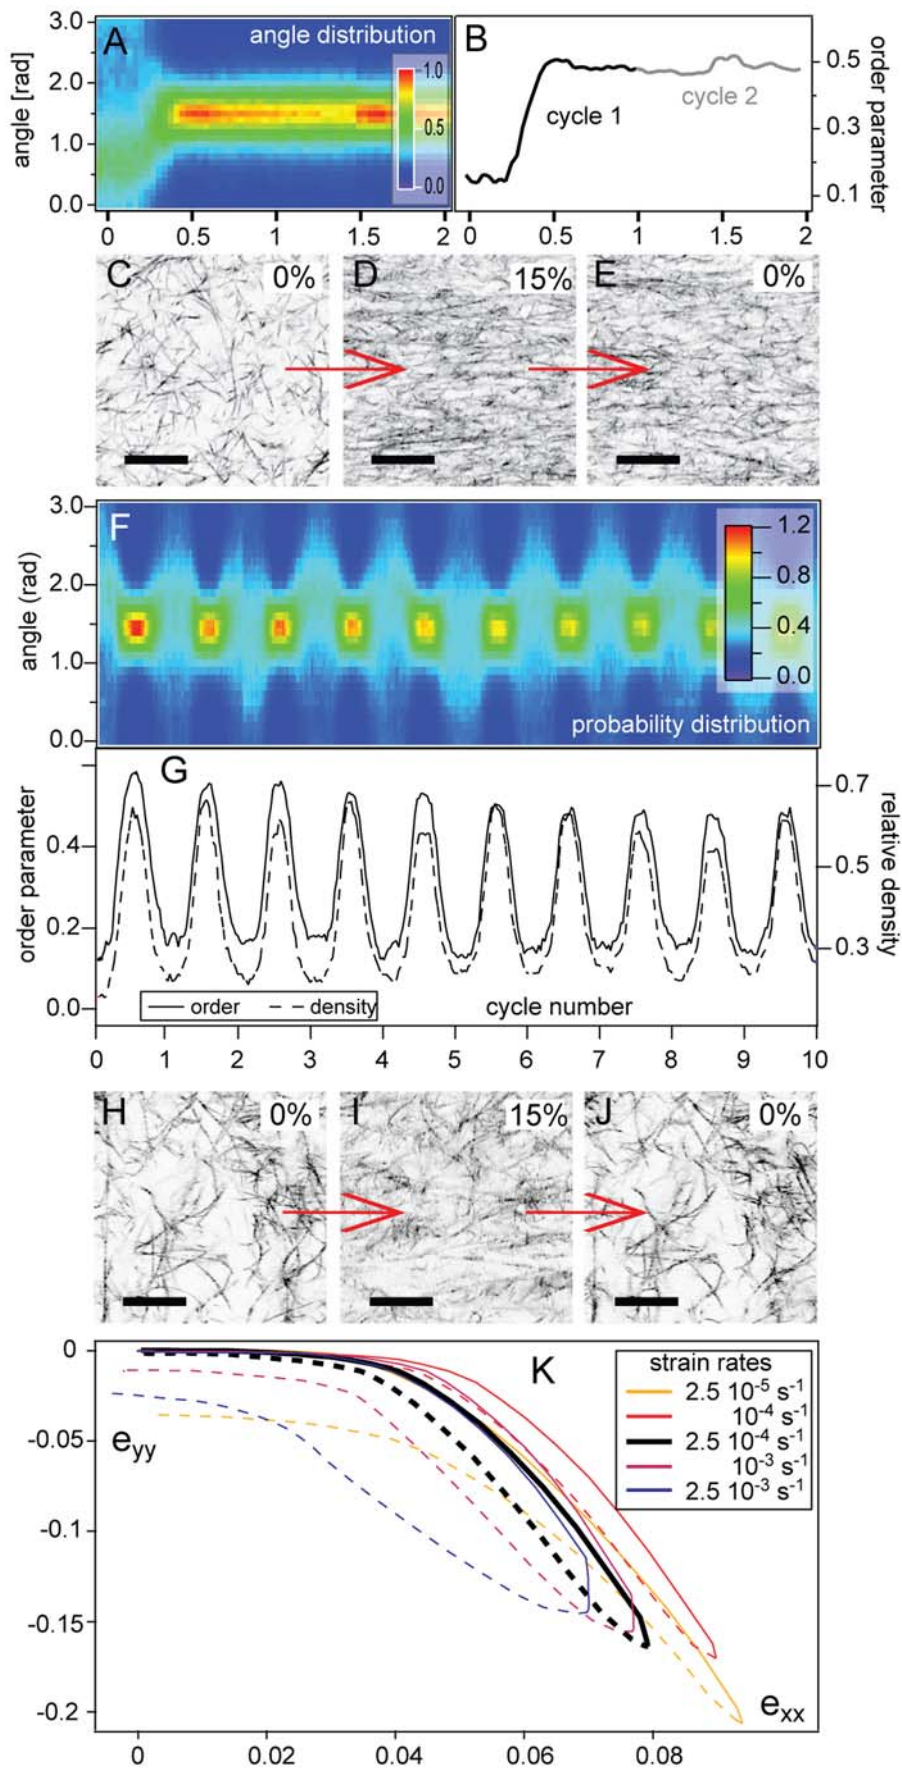 3.0
2.0
1.0
0.0
angle [rad]
A
angle distribution
1.0
0.5
0.0
0 0.5 1 1.5 2
B
cycle 1
cycle 2
0.5
0.3
0.1
order parameter
0 0.5 1 1.5 2
C 0%
D 15%
E 0%
3.0
2.0
1.0
0.0
angle (rad)
F
1.2
0.8
0.4
0.0
probability distribution
G
order parameter
0.4
0.2
0.0
0.7
0.5
0.3
relative density
order density
cycle number
0 1 2 3 4 5 6 7 8 9 10
H 0%
I 15%
J 0%
0
-0.05
-0.1
-0.15
-0.2
eyy
K
strain rates
2.5 10-5 s-1
10-4 s-1
2.5 10-4 s-1
10-3 s-1
2.5 10-3 s-1
exx
0 0.02 0.04 0.06 0.08